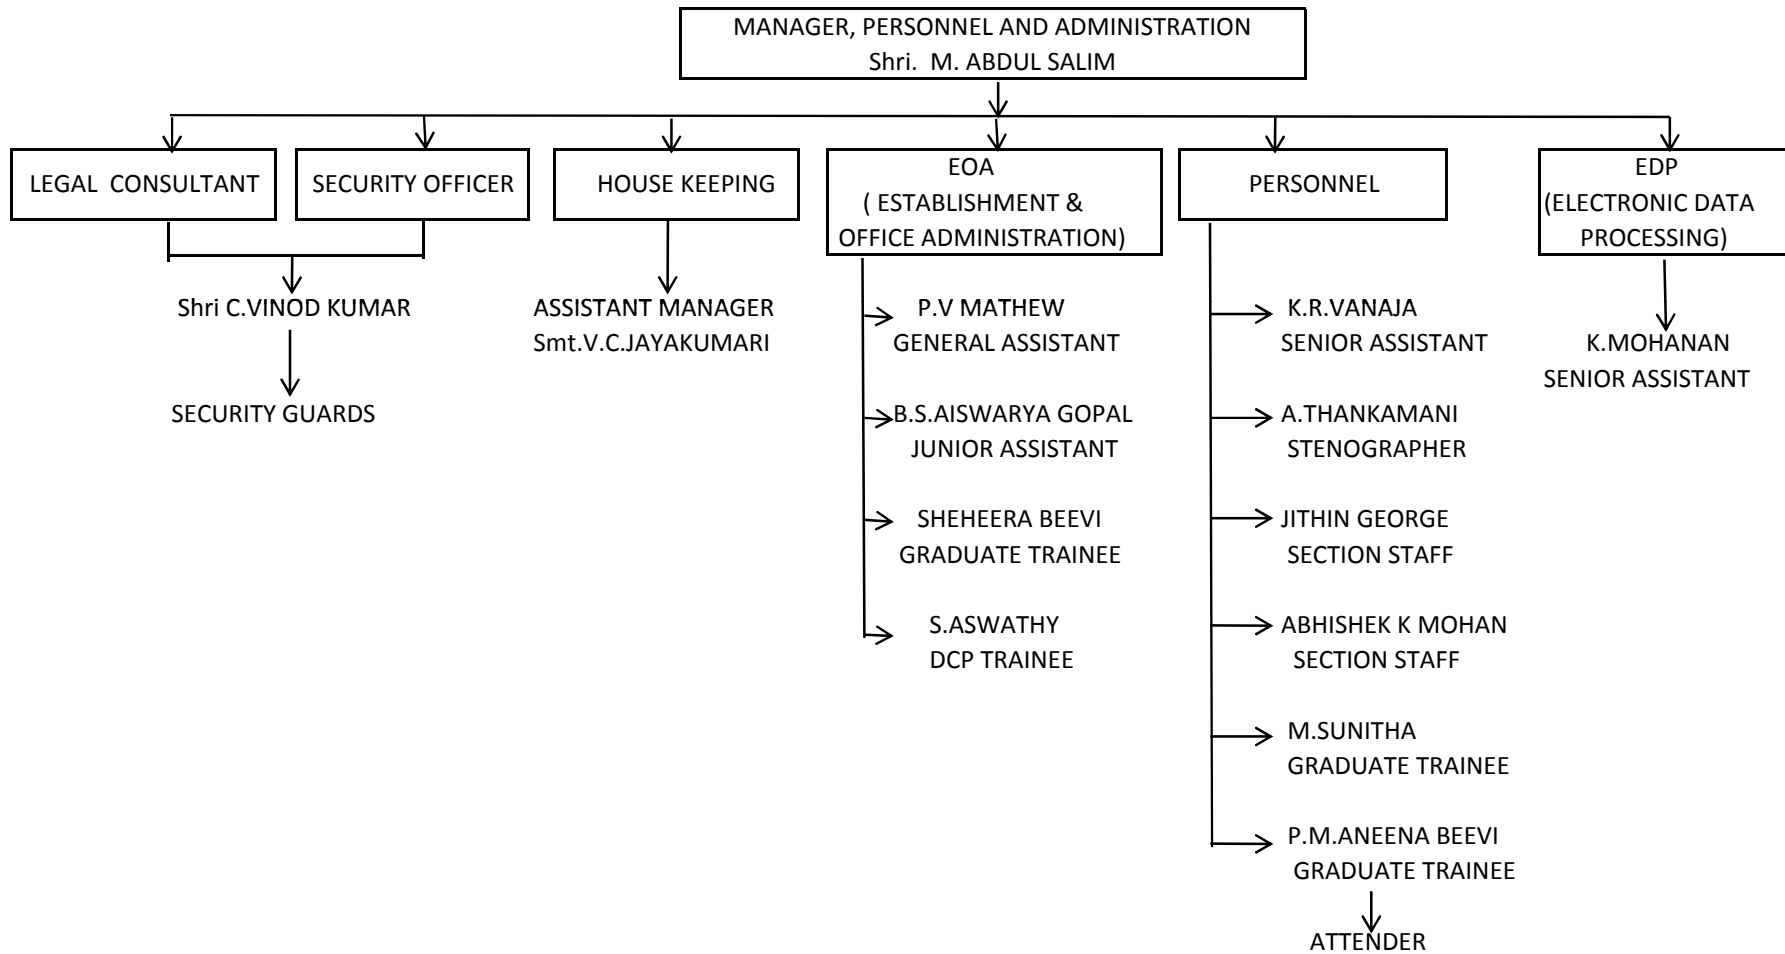 MANAGER, PERSONNEL AND ADMINISTRATION
Shri. M. ABDUL SALIM
LEGAL CONSULTANT
SECURITY OFFICER
HOUSE KEEPING
EOA
( ESTABLISHMENT &
OFFICE ADMINISTRATION)
PERSONNEL
EDP
(ELECTRONIC DATA
PROCESSING)
Shri C.VINOD KUMAR
SECURITY GUARDS
ASSISTANT MANAGER
Smt.V.C.JAYAKUMARI
P.V MATHEW
GENERAL ASSISTANT
B.S.AISWARYA GOPAL
JUNIOR ASSISTANT
SHEHEERA BEEVI
GRADUATE TRAINEE
S.ASWATHY
DCP TRAINEE
K.R.VANAJA
SENIOR ASSISTANT
A.THANKAMANI
STENOGRAPHER
JITHIN GEORGE
SECTION STAFF
ABHISHEK K MOHAN
SECTION STAFF
M.SUNITHA
GRADUATE TRAINEE
P.M.ANEENA BEEVI
GRADUATE TRAINEE
ATTENDER
K.MOHANAN
SENIOR ASSISTANT